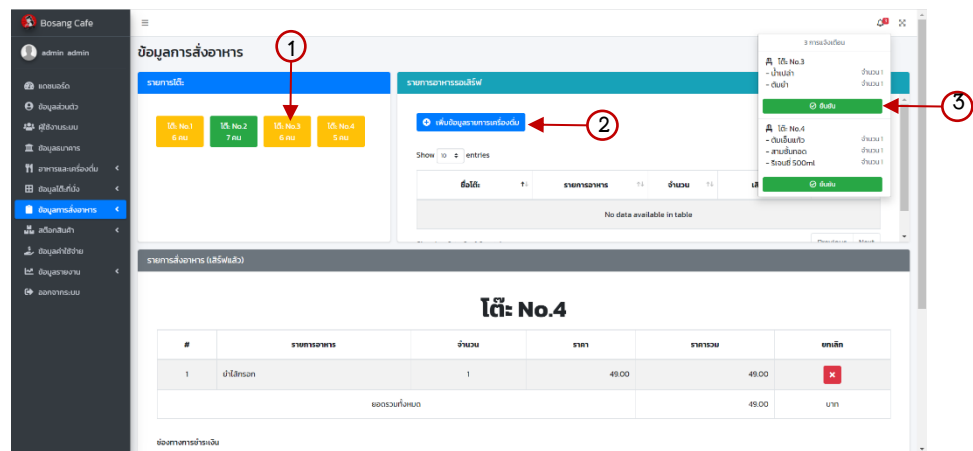 Bosang Cafe
admin admin
แดชบอร์ด
ข้อมูลส่วนตัว
ผู้ใช้งานระบบ
ข้อมูลธนาคาร
อาหารและเครื่องดื่ม
ข้อมูลโต๊ะที่นั่ง
ข้อมูลการสั่งอาหาร
สต๊อกสินค้า
ข้อมูลค่าใช้จ่าย
ข้อมูลรายงาน
ออกจากระบบ
ข้อมูลการสั่งอาหาร
1
รายการโต๊ะ
โต๊ะ No.1
6 คน
โต๊ะ No.2
7 คน
โต๊ะ No.3
6 คน
โต๊ะ No.4
5 คน
รายการอาหารรอเสิร์ฟ
เพิ่มข้อมูลรายการเครื่องดื่ม
2
Show 10 entries
ชื่อโต๊ะ รายการอาหาร จำนวน
No data available in table
Previous Next
3 การแจ้งเตือน
โต๊ะ No.3
- น้ำเปล่า จำนวน 1
- ต้มยำ จำนวน 1
ยืนยัน
3
โต๊ะ No.4
- ต้มเอ็นแก้ว จำนวน 1
- สามชั้นทอด จำนวน 1
- รีเจนซี่ 500ml จำนวน 1
ยืนยัน
รายการสั่งอาหาร (เสิร์ฟแล้ว)
โต๊ะ No.4
# รายการอาหาร จำนวน ราคา ราคารวม ยกเลิก
1 ยำไส้กรอก 1 49.00 49.00
ยอดรวมทั้งหมด 49.00 บาท
ช่องทางการชำระเงิน